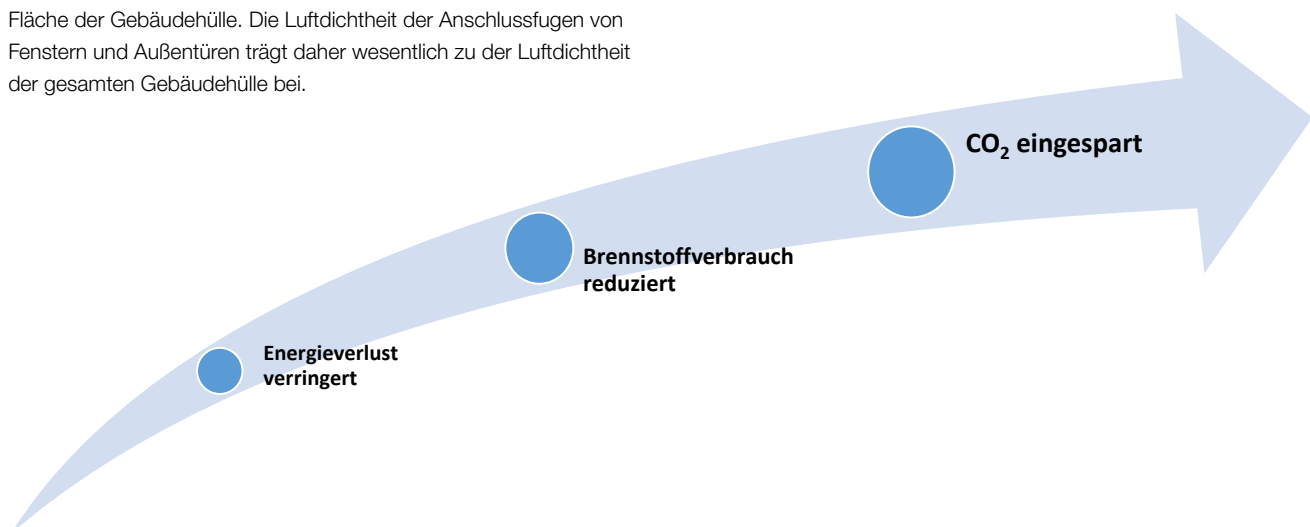 Fläche der Gebäudehülle. Die Luftdichtheit der Anschlussfugen von
Fenstern und Außentüren trägt daher wesentlich zu der Luftdichtheit
der gesamten Gebäudehülle bei.
CO₂ eingespart
Brennstoffverbrauch
reduziert
Energieverlust
verringert